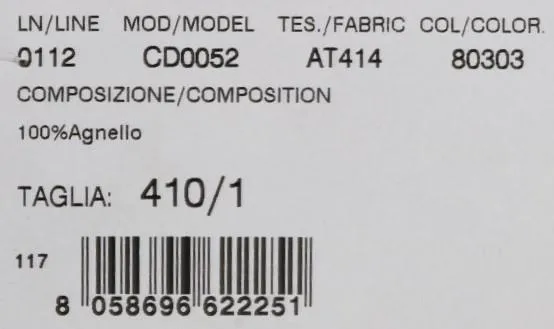 LN/LINE MOD/MODEL TES./FABRIC COL/COLOR.
0112 CD0052 AT414 80303
COMPOSIZIONE/COMPOSITION
100%Agnello
TAGLIA: 410/1
117
8 058696 622251